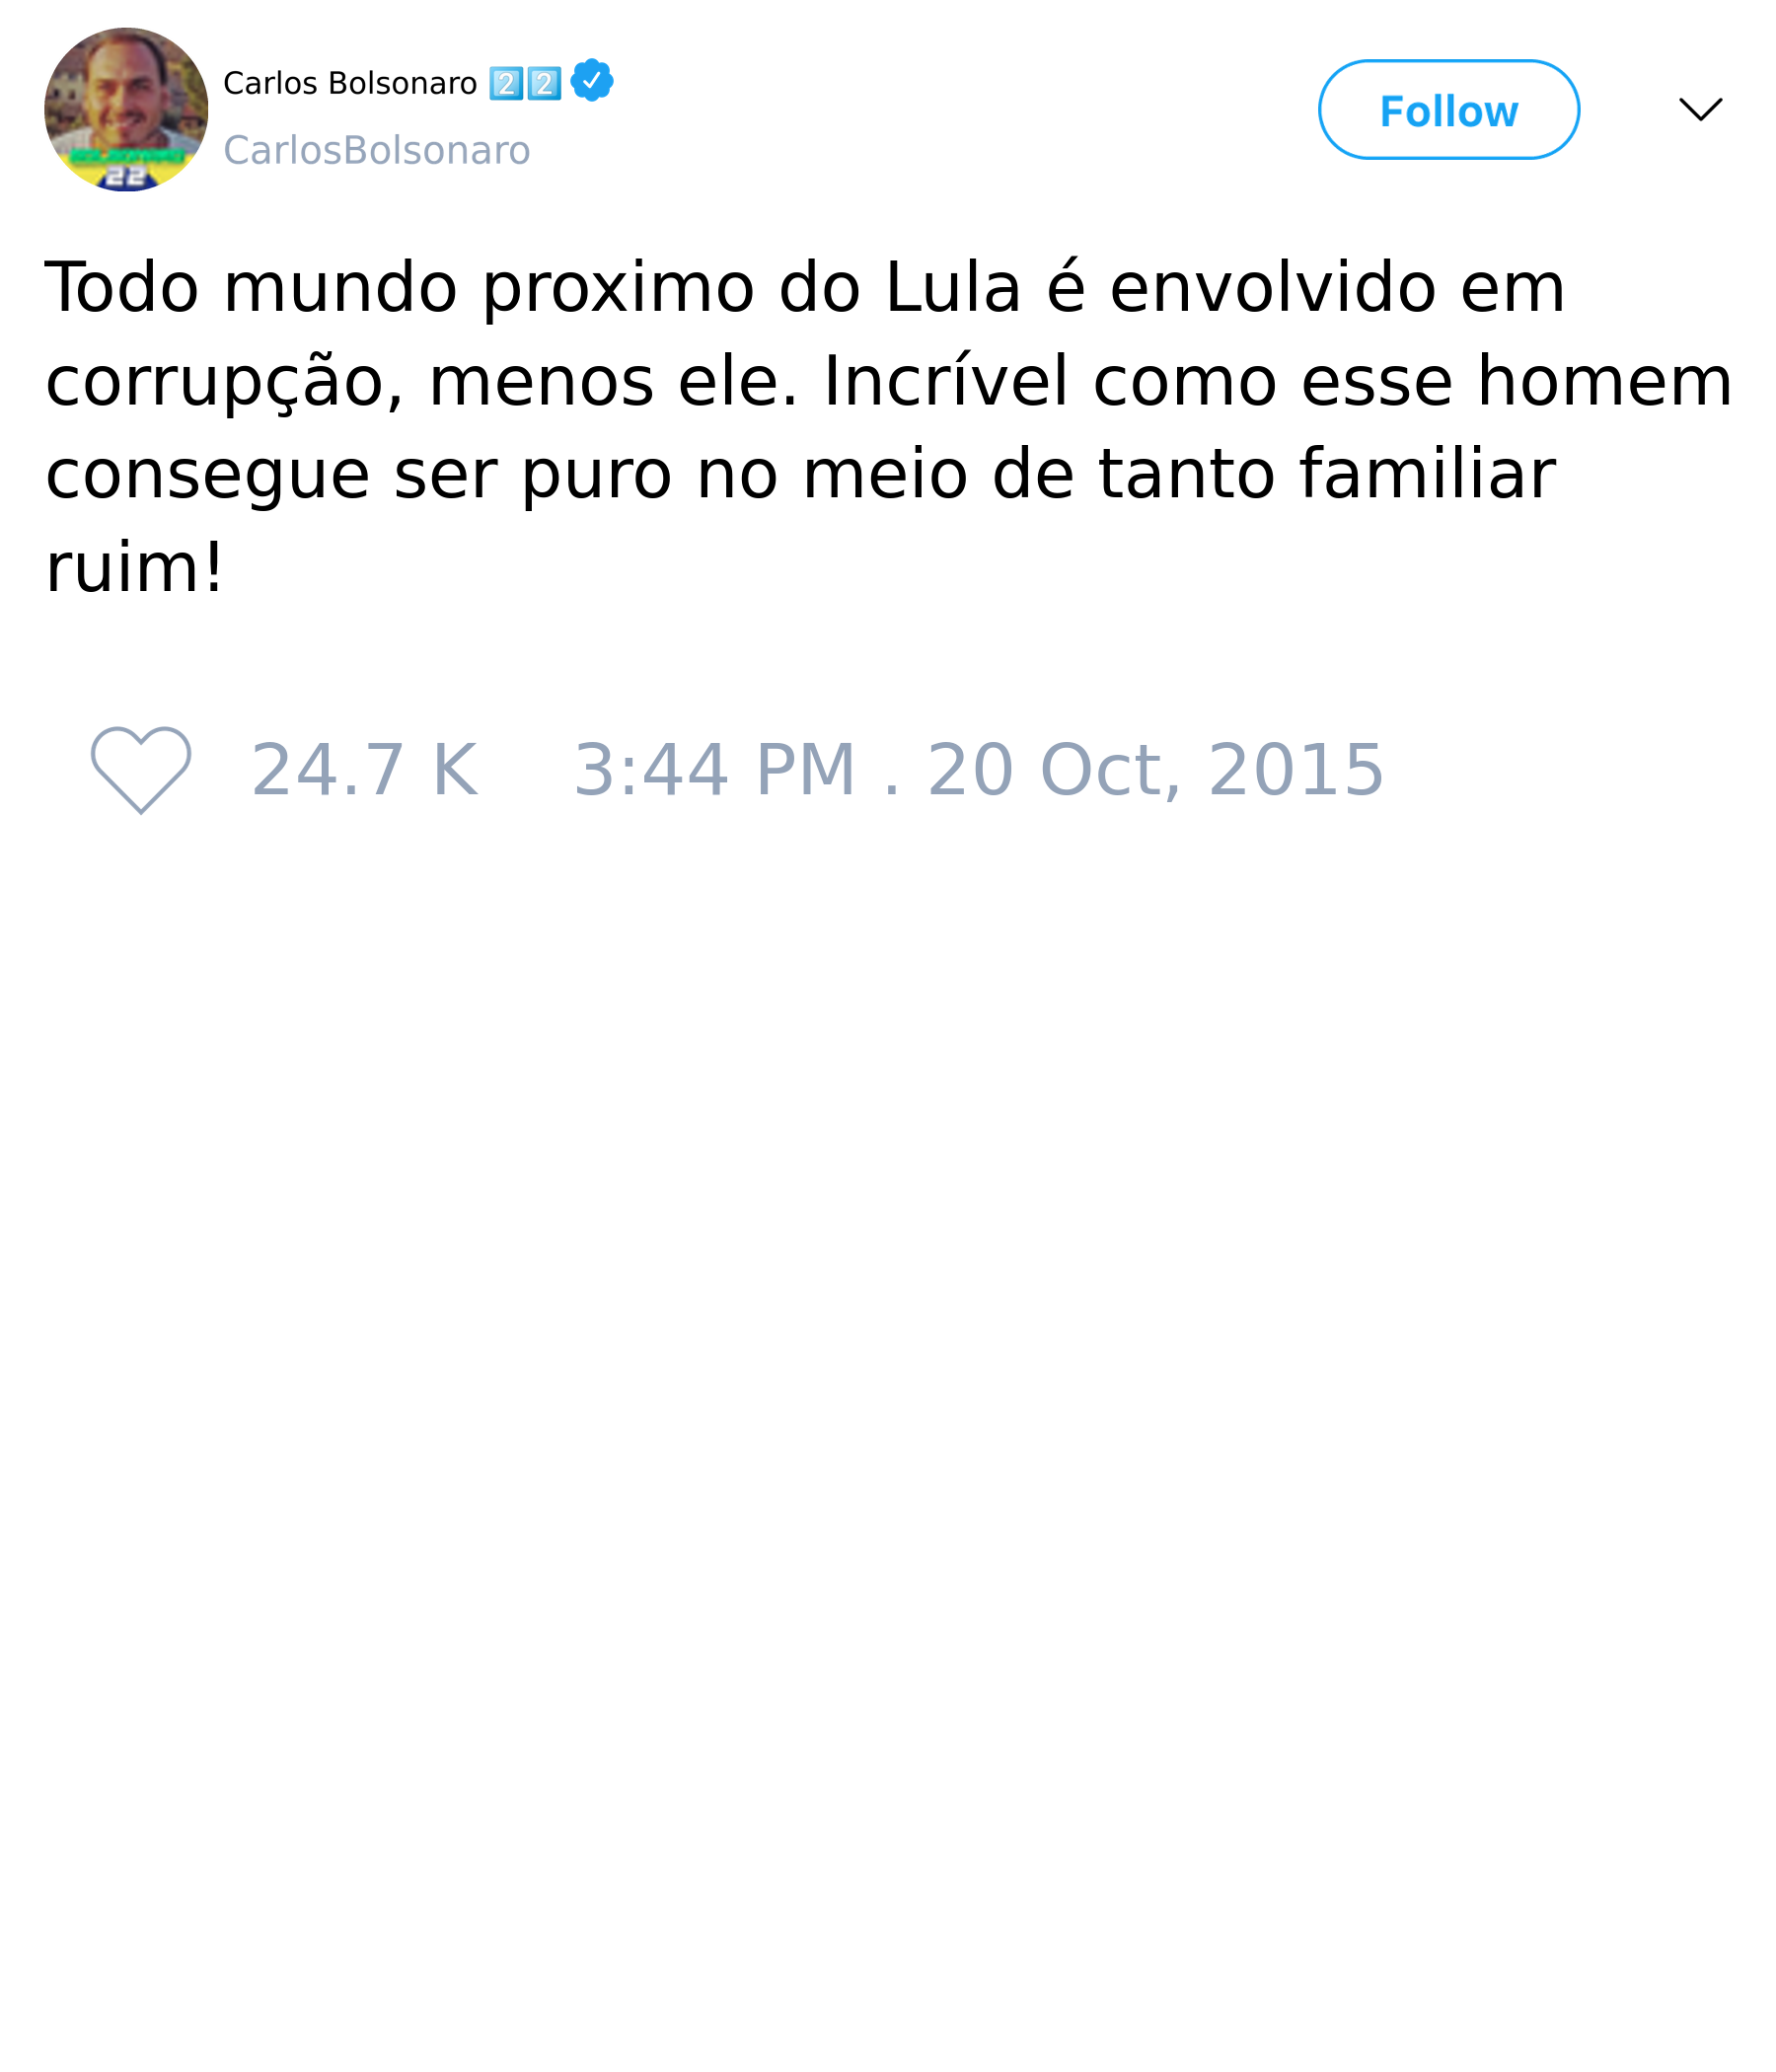 Carlos Bolsonaro 2️⃣2️⃣
CarlosBolsonaro
Follow
Todo mundo proximo do Lula é envolvido em
corrupção, menos ele. Incrível como esse homem
consegue ser puro no meio de tanto familiar
ruim!
24.7 K 3:44 PM . 20 Oct, 2015
22